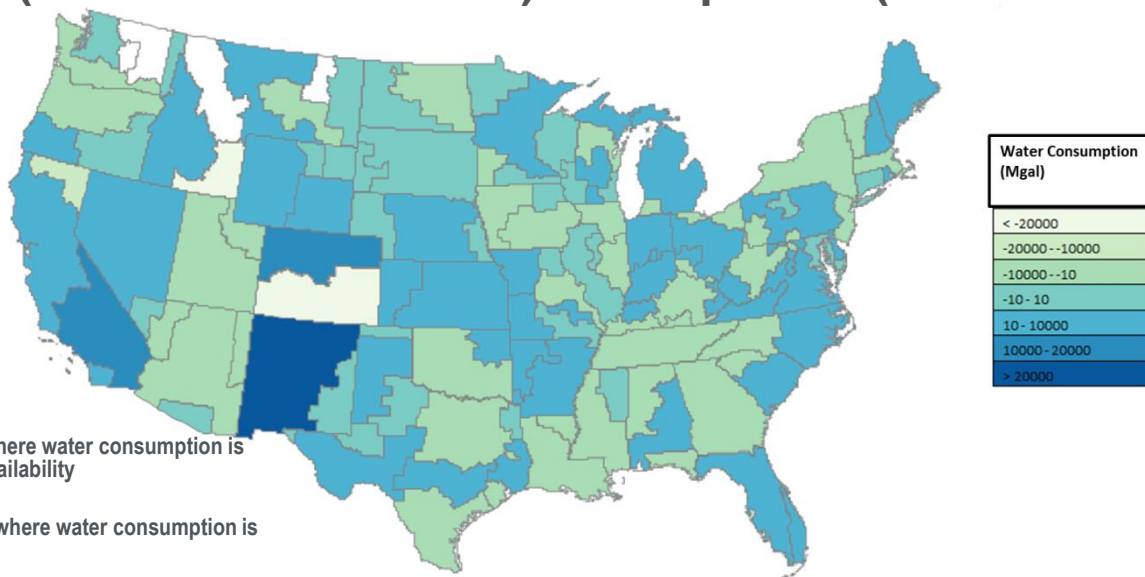 Water Consumption
(Mgal)
< -20000
-20000 - -10000
-10000 - -10
-10 - 10
10 - 10000
10000 - 20000
> 20000
here water consumption is
ailability
where water consumption is